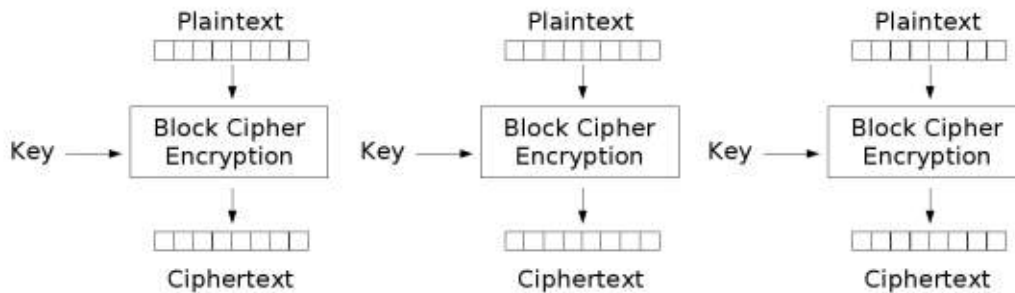 Plaintext Plaintext Plaintext
Key Block Cipher Encryption Key Block Cipher Encryption Key Block Cipher Encryption
Ciphertext Ciphertext Ciphertext